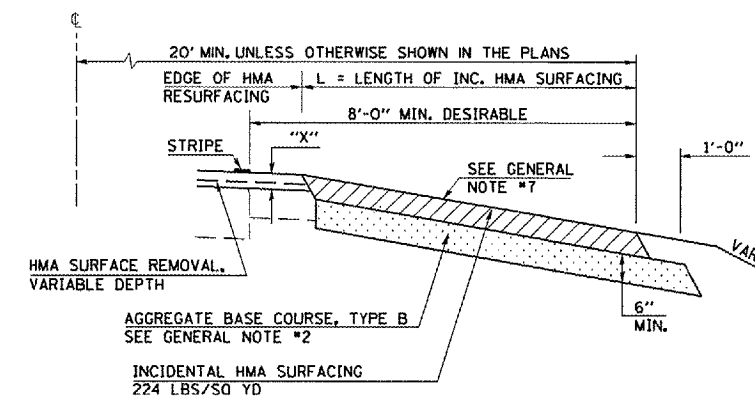 ℄
20' MIN. UNLESS OTHERWISE SHOWN IN THE PLANS
EDGE OF HMA
RESURFACING
L = LENGTH OF INC. HMA SURFACING
8'-0" MIN. DESIRABLE
STRIPE
"X"
1'-0"
SEE GENERAL
NOTE #7
HMA SURFACE REMOVAL,
VARIABLE DEPTH
6"
MIN.
AGGREGATE BASE COURSE, TYPE B
SEE GENERAL NOTE #2
INCIDENTAL HMA SURFACING
224 LBS/SQ YD